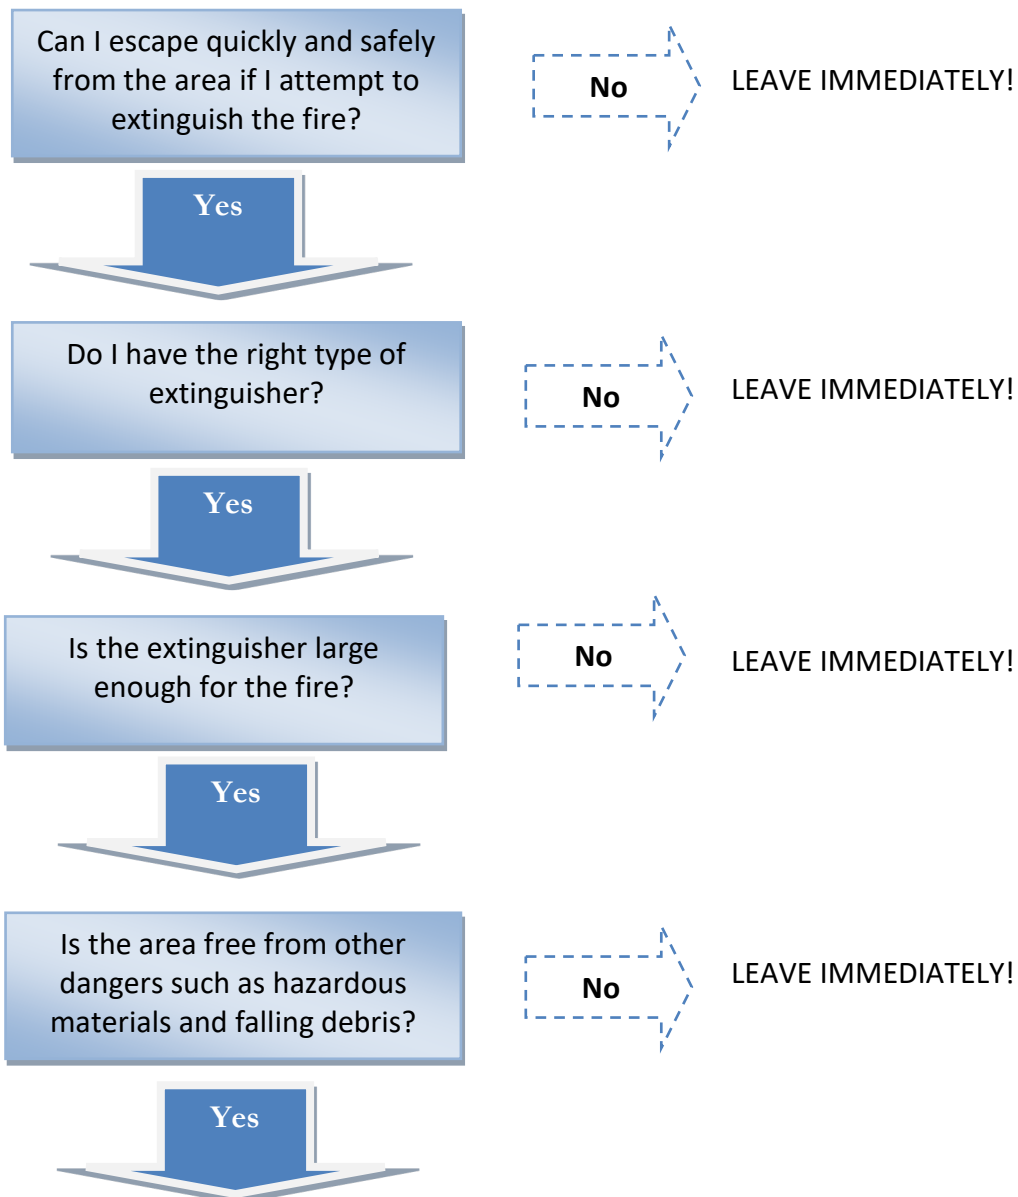 Can I escape quickly and safely
from the area if I attempt to
extinguish the fire?
No
LEAVE IMMEDIATELY!
Yes
Do I have the right type of
extinguisher?
No
LEAVE IMMEDIATELY!
Yes
Is the extinguisher large
enough for the fire?
No
LEAVE IMMEDIATELY!
Yes
Is the area free from other
dangers such as hazardous
materials and falling debris?
No
LEAVE IMMEDIATELY!
Yes